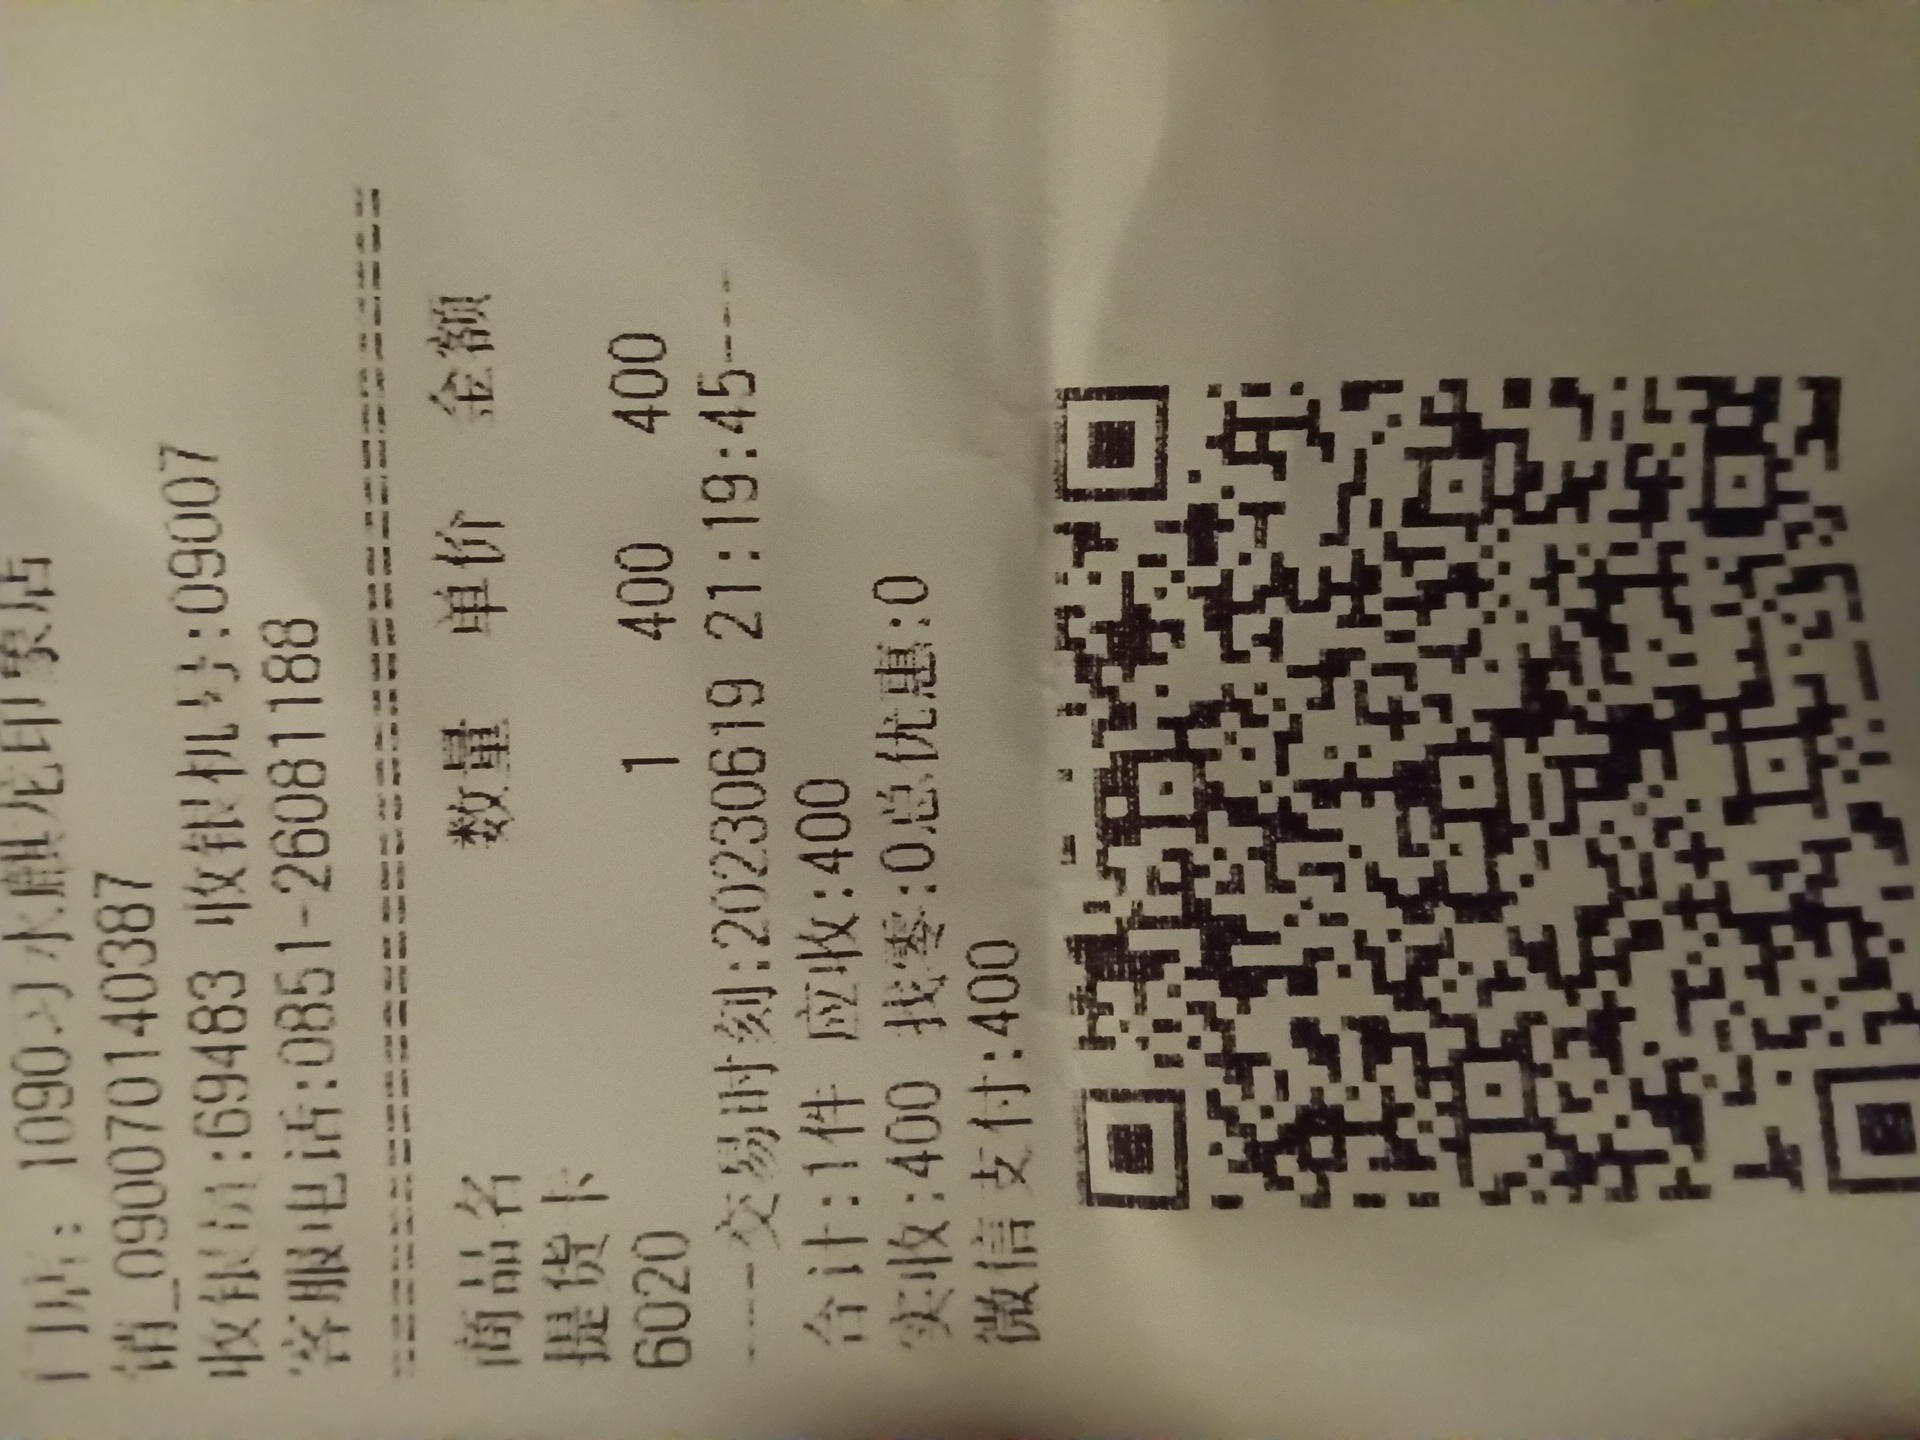 门店: 1090习水麒龙印象店
销_090070140387
收银员:69483 收银机号:09007
客服电话:0851-26081188
================================
商品名 数量 单价 金额
提货卡
6020 1 400 400
----交易时刻:20230619 21:19:45----
合计:1件 应收:400
实收:400 找零:0总优惠:0
微信支付:400